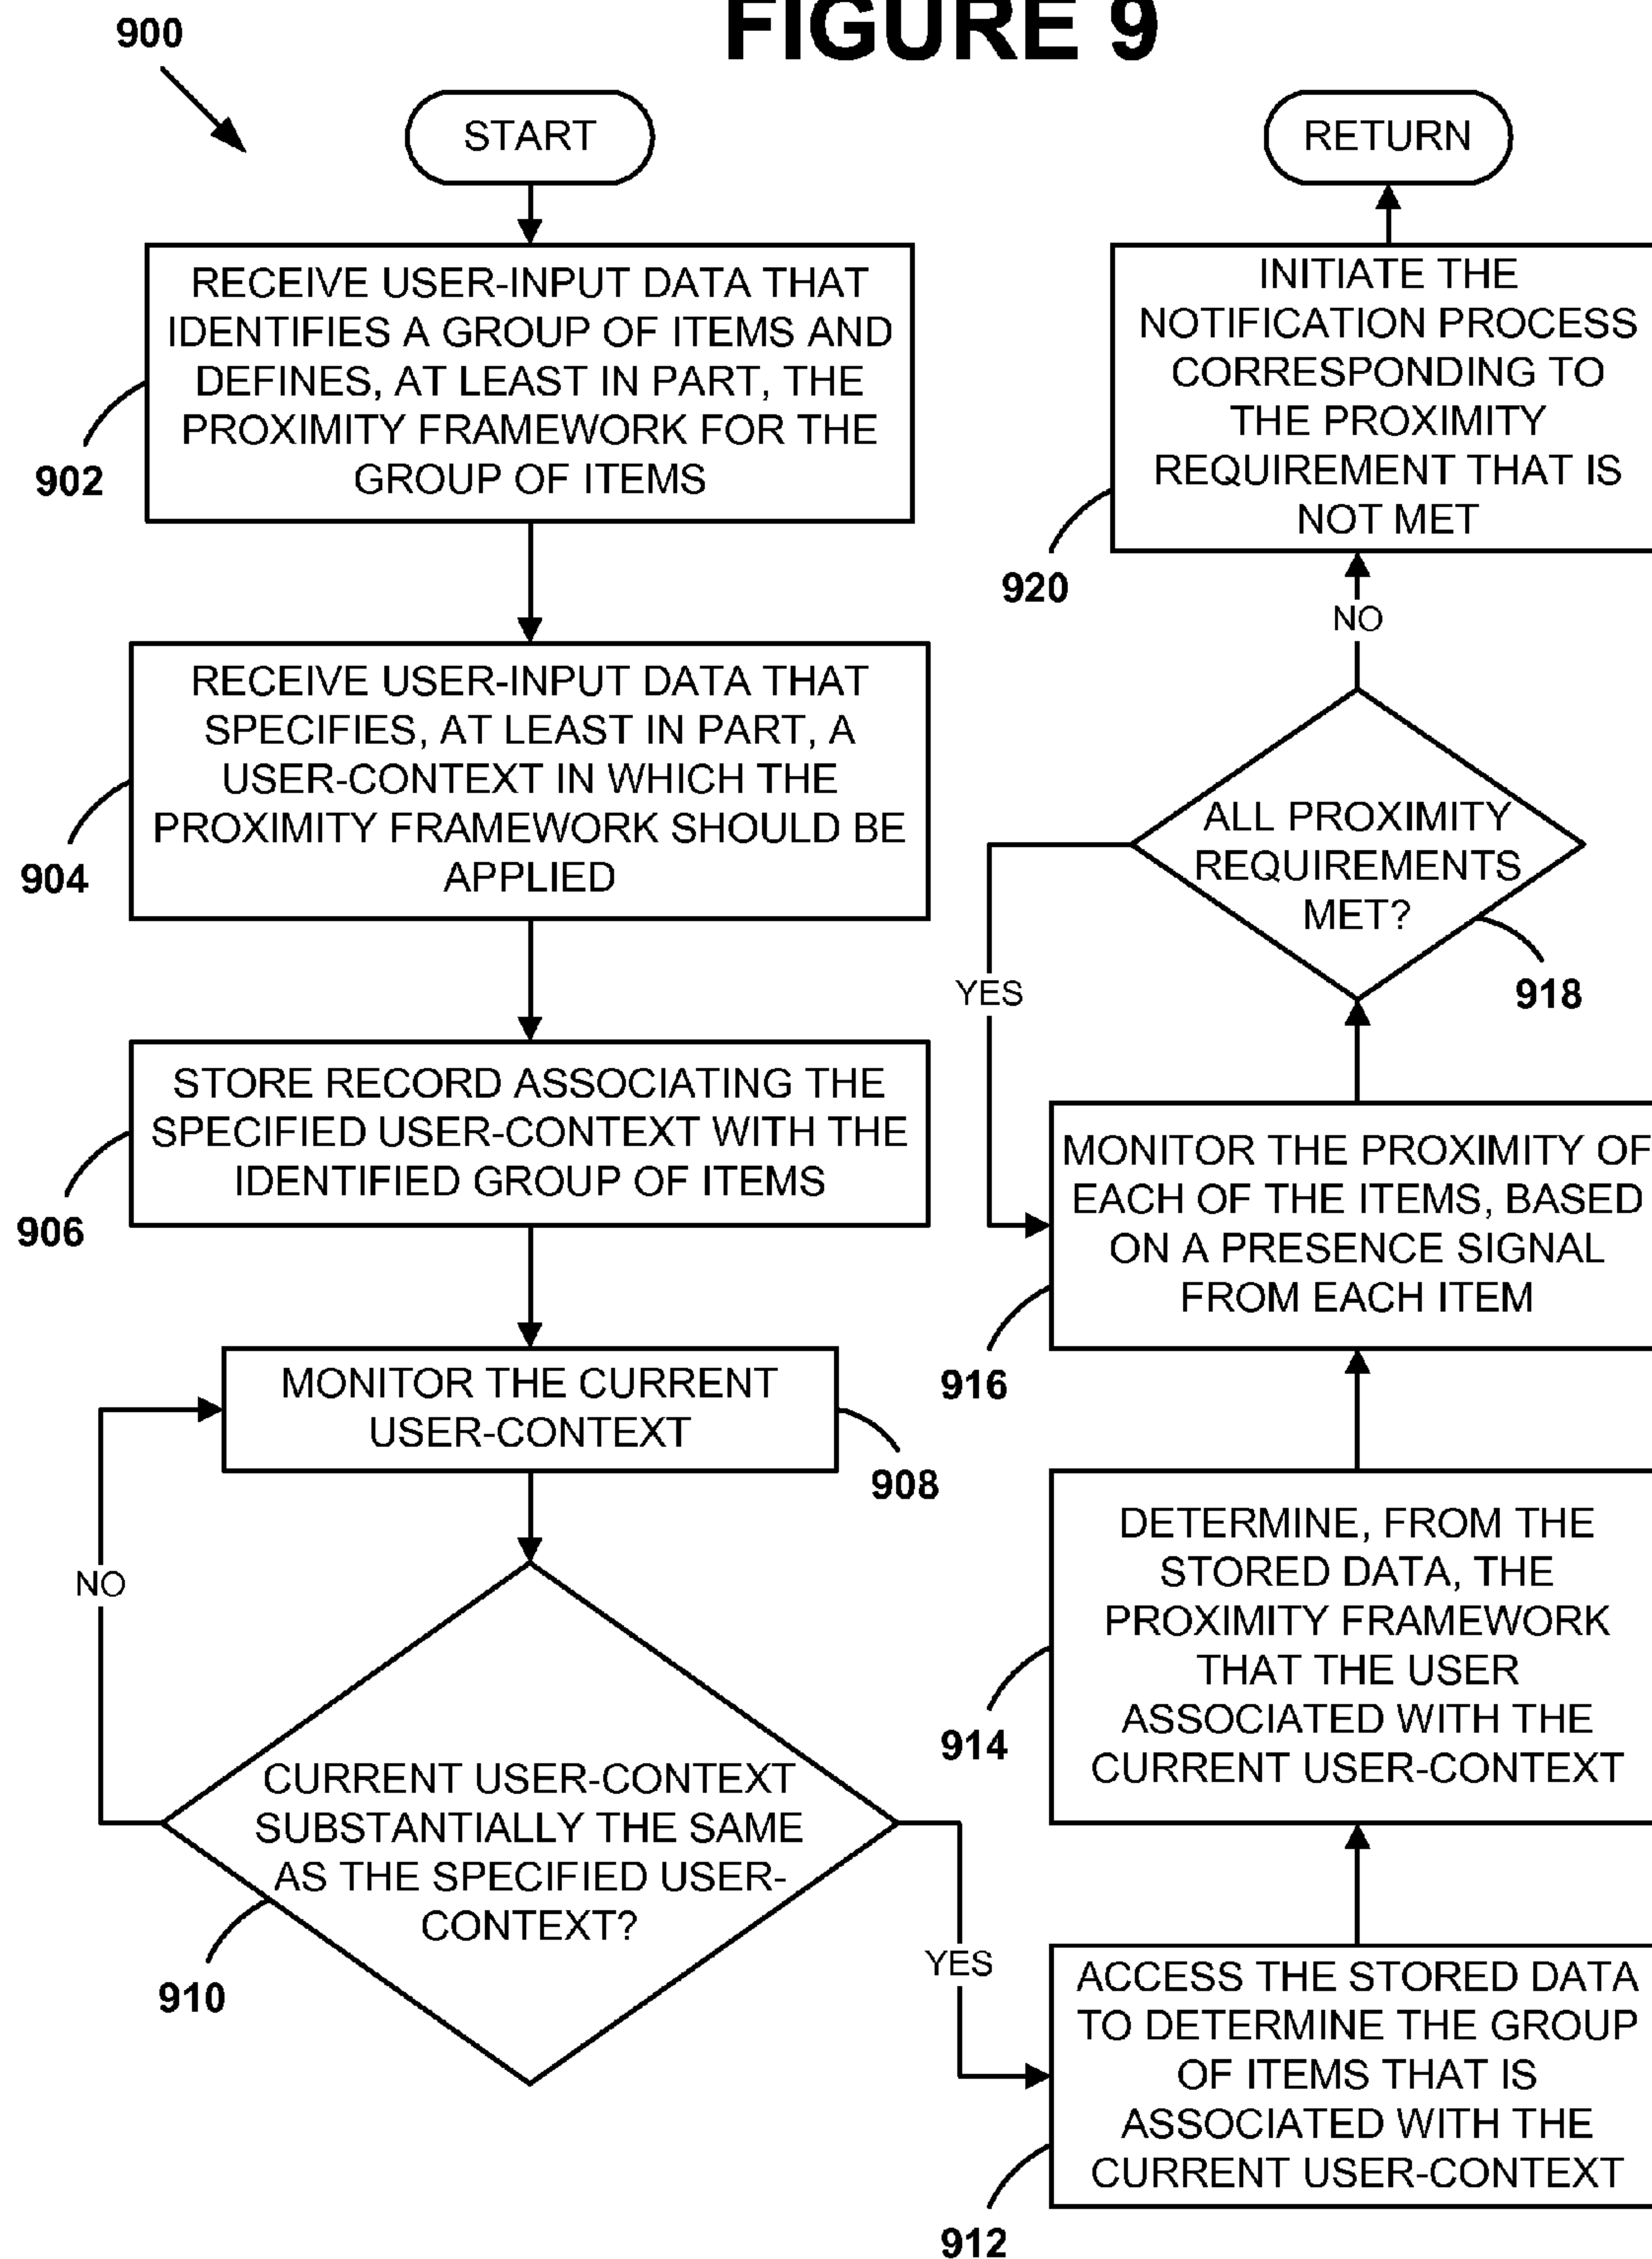 FIGURE 9
900
START
RECEIVE USER-INPUT DATA THAT
IDENTIFIES A GROUP OF ITEMS AND
DEFINES, AT LEAST IN PART, THE
PROXIMITY FRAMEWORK FOR THE
GROUP OF ITEMS
902
RECEIVE USER-INPUT DATA THAT
SPECIFIES, AT LEAST IN PART, A
USER-CONTEXT IN WHICH THE
PROXIMITY FRAMEWORK SHOULD BE
APPLIED
904
STORE RECORD ASSOCIATING THE
SPECIFIED USER-CONTEXT WITH THE
IDENTIFIED GROUP OF ITEMS
906
MONITOR THE CURRENT
USER-CONTEXT
908
NO
CURRENT USER-CONTEXT
SUBSTANTIALLY THE SAME
AS THE SPECIFIED USER-
CONTEXT?
910
YES
ACCESS THE STORED DATA
TO DETERMINE THE GROUP
OF ITEMS THAT IS
ASSOCIATED WITH THE
CURRENT USER-CONTEXT
912
DETERMINE, FROM THE
STORED DATA, THE
PROXIMITY FRAMEWORK
THAT THE USER
ASSOCIATED WITH THE
CURRENT USER-CONTEXT
914
MONITOR THE PROXIMITY OF
EACH OF THE ITEMS, BASED
ON A PRESENCE SIGNAL
FROM EACH ITEM
916
YES
ALL PROXIMITY
REQUIREMENTS
MET?
918
NO
INITIATE THE
NOTIFICATION PROCESS
CORRESPONDING TO
THE PROXIMITY
REQUIREMENT THAT IS
NOT MET
920
RETURN